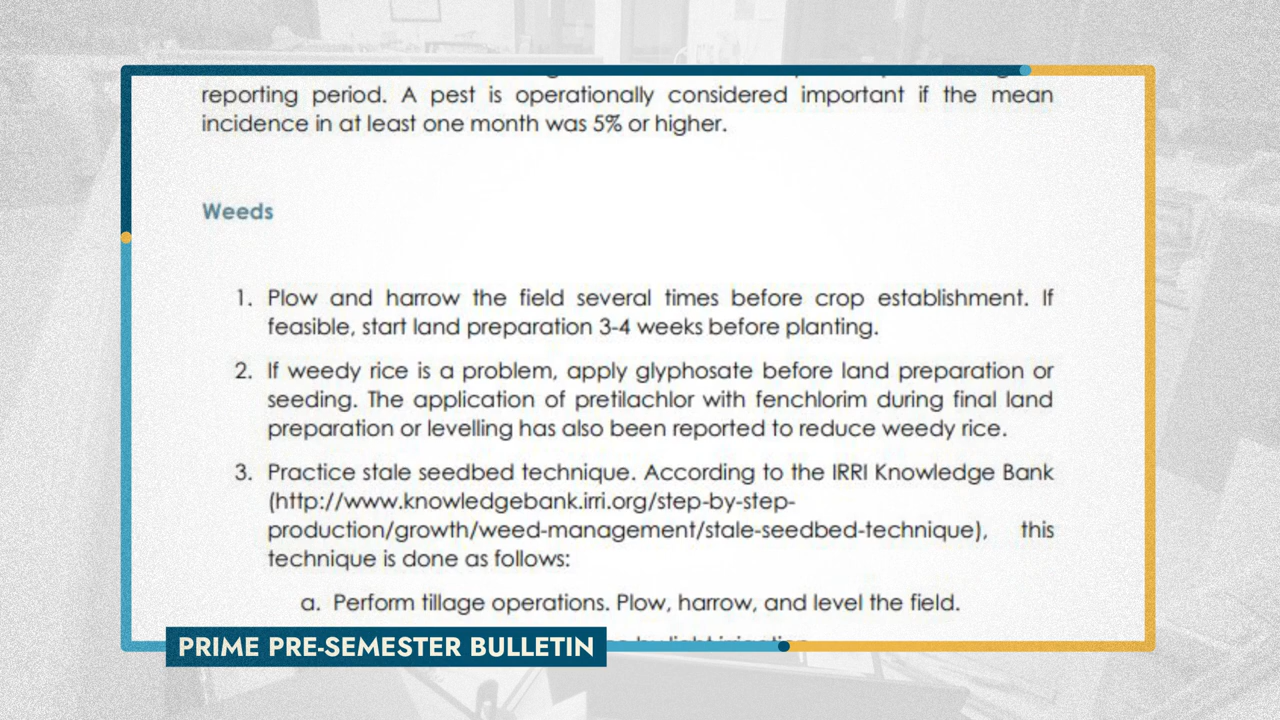 reporting period. A pest is operationally considered important if the mean
incidence in at least one month was 5% or higher.
Weeds
1. Plow and harrow the field several times before crop establishment. If
feasible, start land preparation 3-4 weeks before planting.
2. If weedy rice is a problem, apply glyphosate before land preparation or
seeding. The application of pretilachlor with fenchlorim during final land
preparation or levelling has also been reported to reduce weedy rice.
3. Practice stale seedbed technique. According to the IRRI Knowledge Bank
(http://www.knowledgebank.irri.org/step-by-step-
production/growth/weed-management/stale-seedbed-technique), this
technique is done as follows:
a. Perform tillage operations. Plow, harrow, and level the field.
by light irrigation
PRIME PRE-SEMESTER BULLETIN